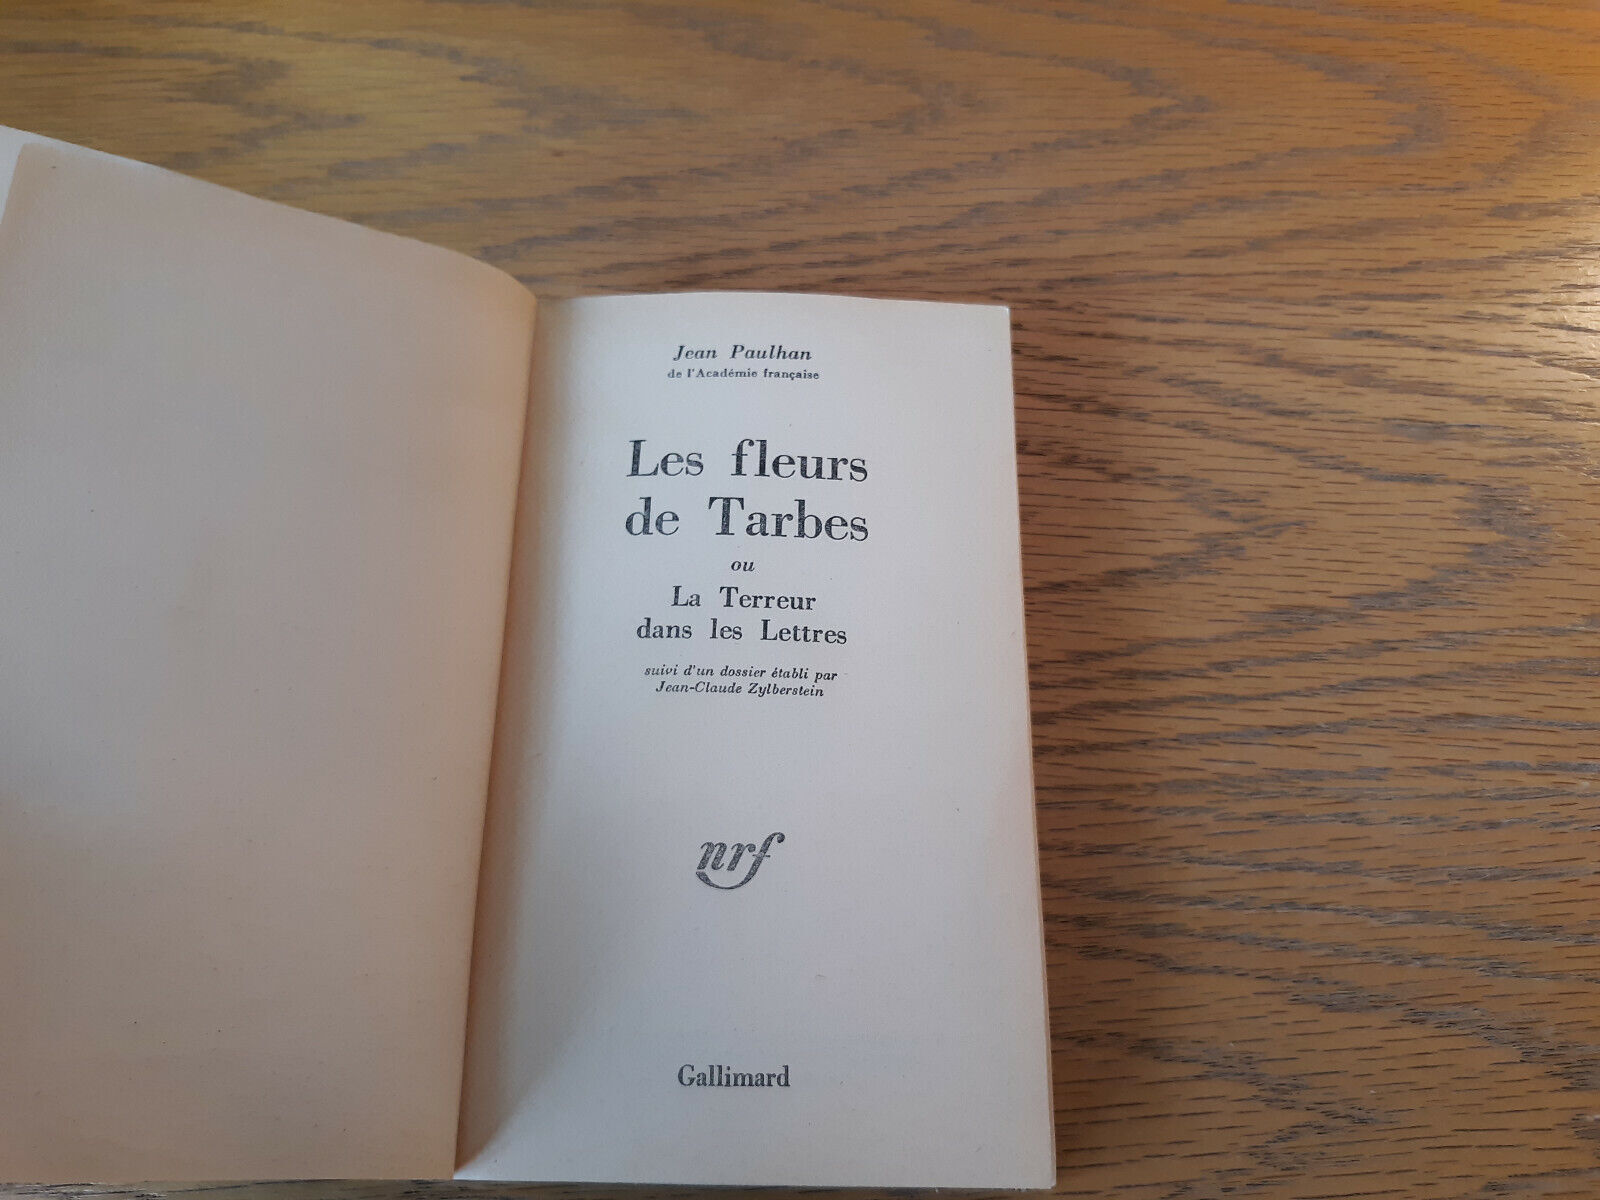 Jean Paulhan
de l'Académie française
Les fleurs
de Tarbes
ou
La Terreur
dans les Lettres
suivi d'un dossier établi par
Jean-Claude Zylberstein
nrf
Gallimard